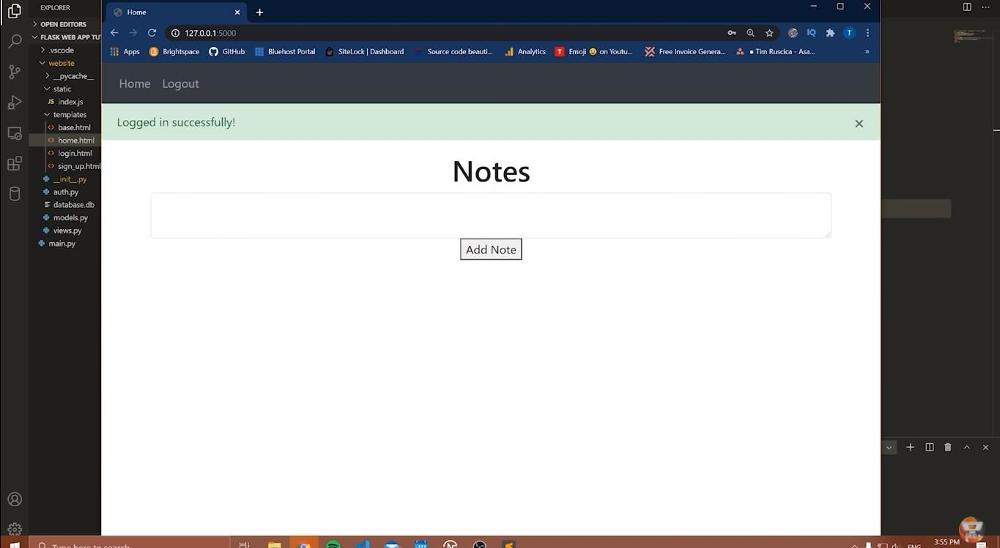 EXPLORER
OPEN EDITORS
FLASK WEB APP TU
.vscode
website
__pycache__
static
JS index.js
templates
<> base.html
<> home.html
<> login.html
<> sign_up.html
__init__.py
auth.py
database.db
models.py
views.py
main.py
Home
127.0.0.1:5000
IQ
T
Apps
Brightspace
GitHub
Bluehost Portal
SiteLock | Dashboard
Source code beauti...
Analytics
T Emoji 😀 on Youtu...
Free Invoice Genera...
• Tim Ruscica - Asa...
»
Home Logout
Logged in successfully!
×
Notes
Add Note
Type here to search
ENG
3:55 PM